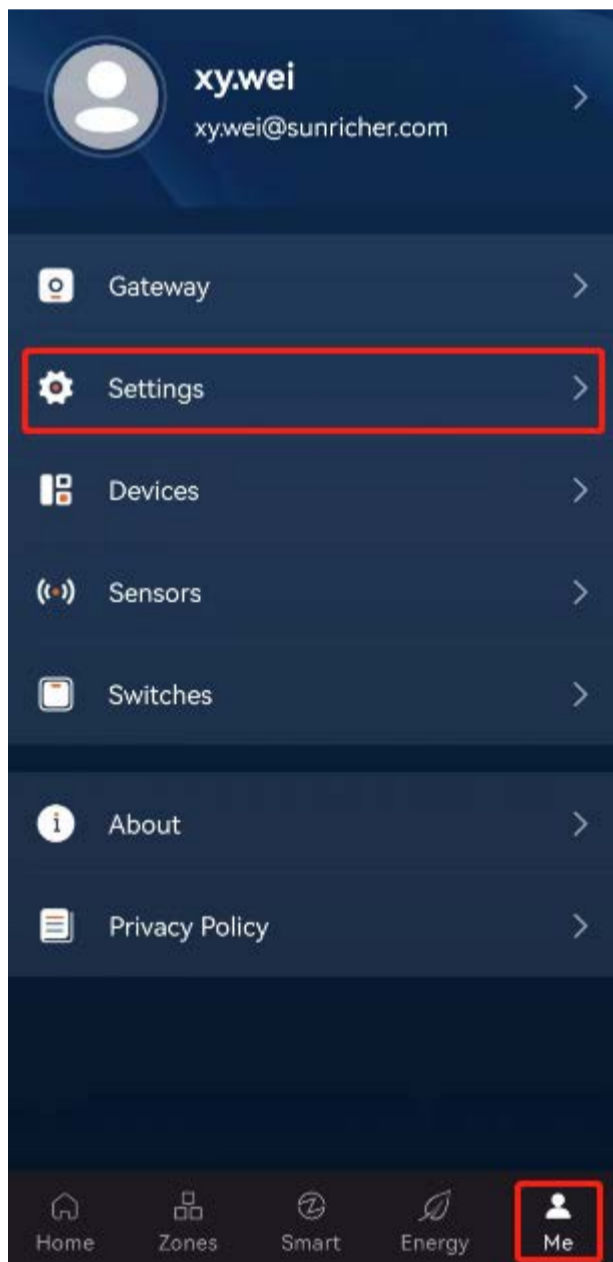 xy.wei
xy.wei@sunricher.com
Gateway
Settings
Devices
Sensors
Switches
About
Privacy Policy
Home Zones Smart Energy Me